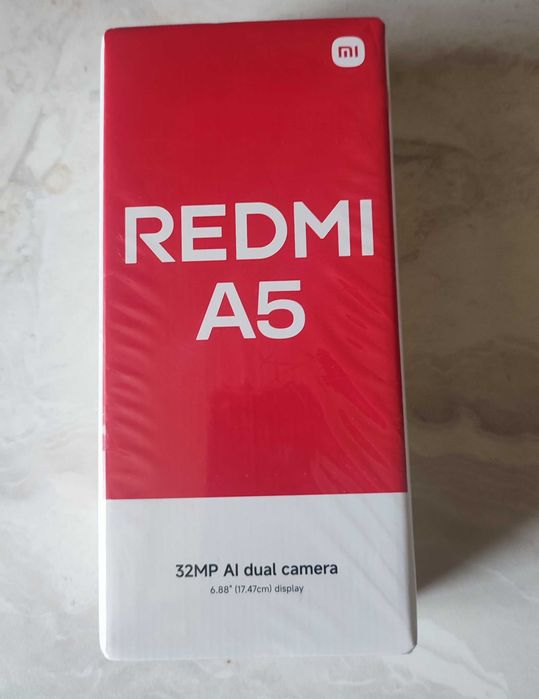 mi
REDMI
A5
32MP AI dual camera
6.88" (17.47cm) display